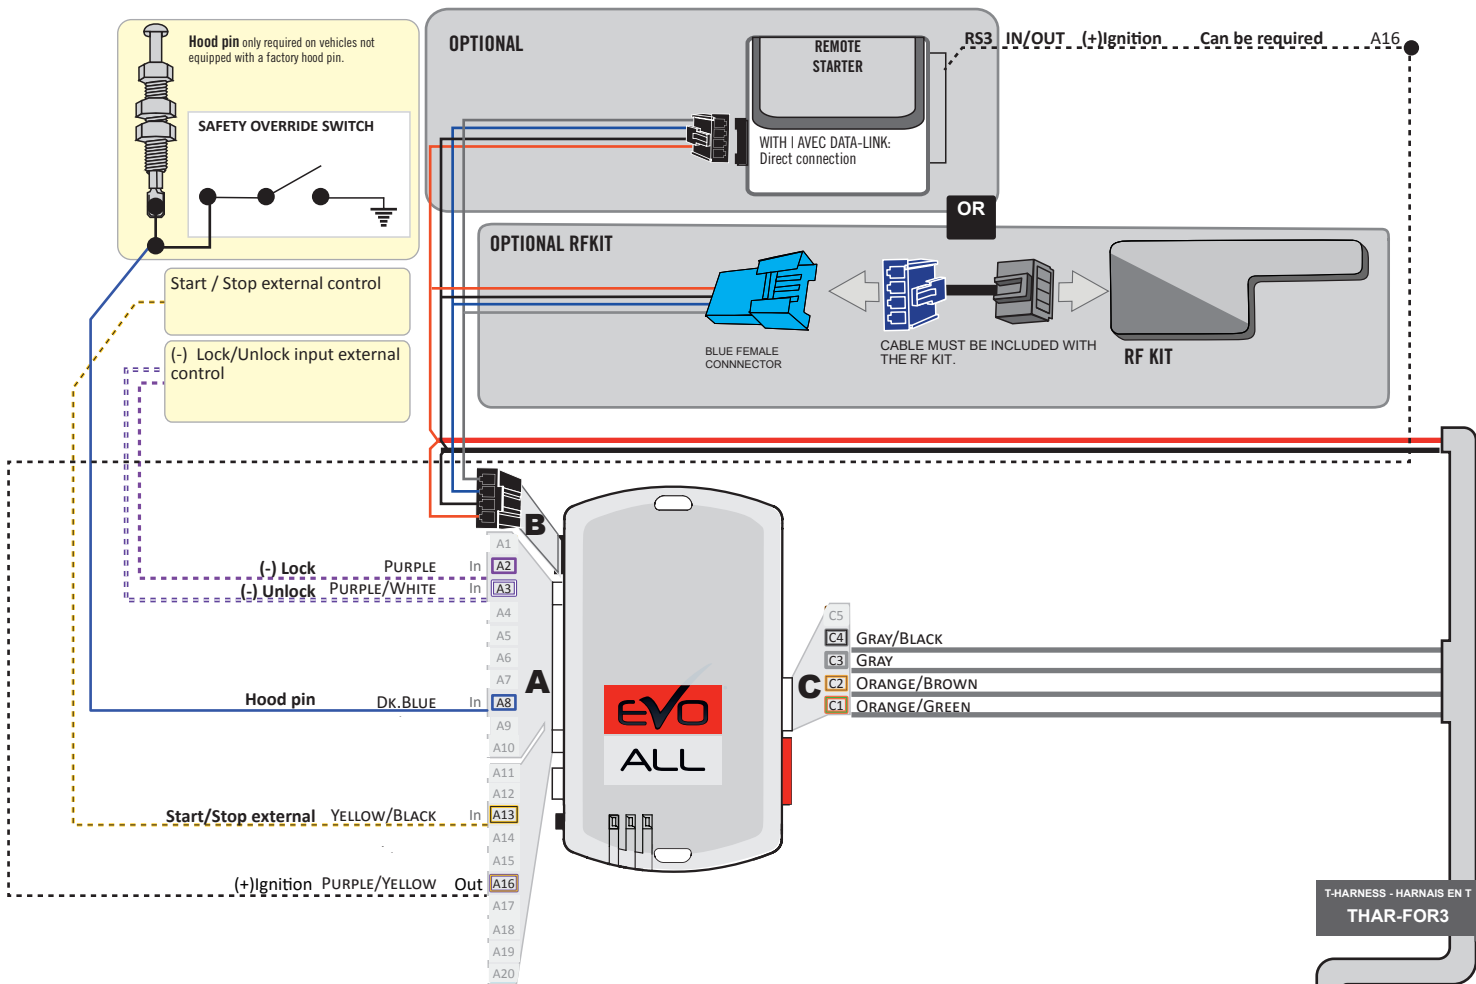 Hood pin only required on vehicles not
equipped with a factory hood pin.
SAFETY OVERRIDE SWITCH
OPTIONAL
REMOTE
STARTER
WITH | AVEC DATA-LINK:
Direct connection
RS3 IN/OUT (+)Ignition Can be required A16
OR
OPTIONAL RFKIT
BLUE FEMALE
CONNNECTOR
CABLE MUST BE INCLUDED WITH
THE RF KIT.
RF KIT
Start / Stop external control
(-) Lock/Unlock input external
control
B
A1
(-) Lock PURPLE In A2
(-) Unlock PURPLE/WHITE In A3
A4
A5
A6
A7
A
Hood pin DK.BLUE In A8
A9
A10
A11
A12
Start/Stop external YELLOW/BLACK In A13
A14
A15
(+)Ignition PURPLE/YELLOW Out A16
A17
A18
A19
A20
EVO
ALL
C
C5
C4 GRAY/BLACK
C3 GRAY
C2 ORANGE/BROWN
C1 ORANGE/GREEN
T-HARNESS - HARNAIS EN T
THAR-FOR3